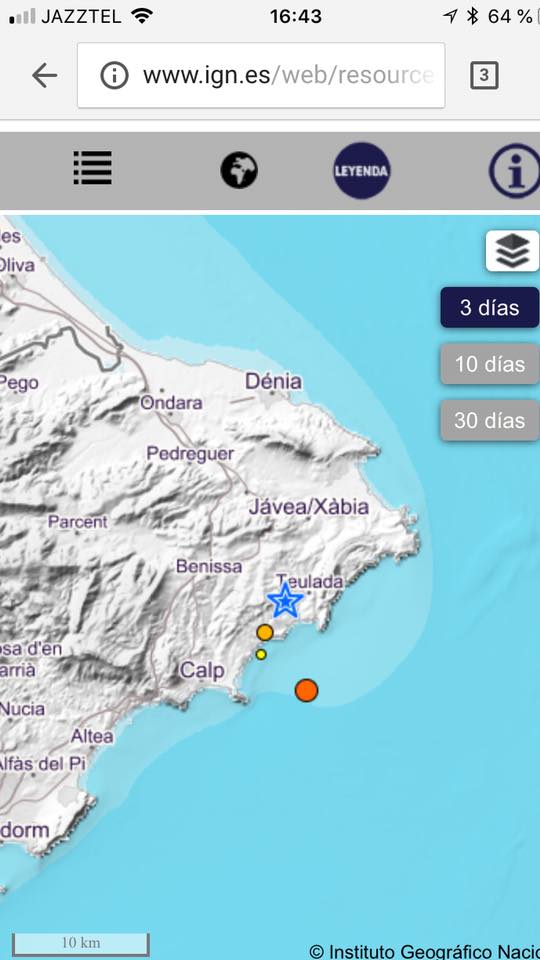 JAZZTEL 16:43 64 %
www.ign.es/web/resource
3
LEYENDA
i
les
Oliva
3 días
10 días
30 días
Pego
Dénia
Ondara
Pedreguer
Jávea/Xàbia
Parcent
Benissa
Teulada
osa d'en
arrià
Calp
Nucia
Altea
Alfàs del Pi
dorm
10 km
© Instituto Geográfico Nacio